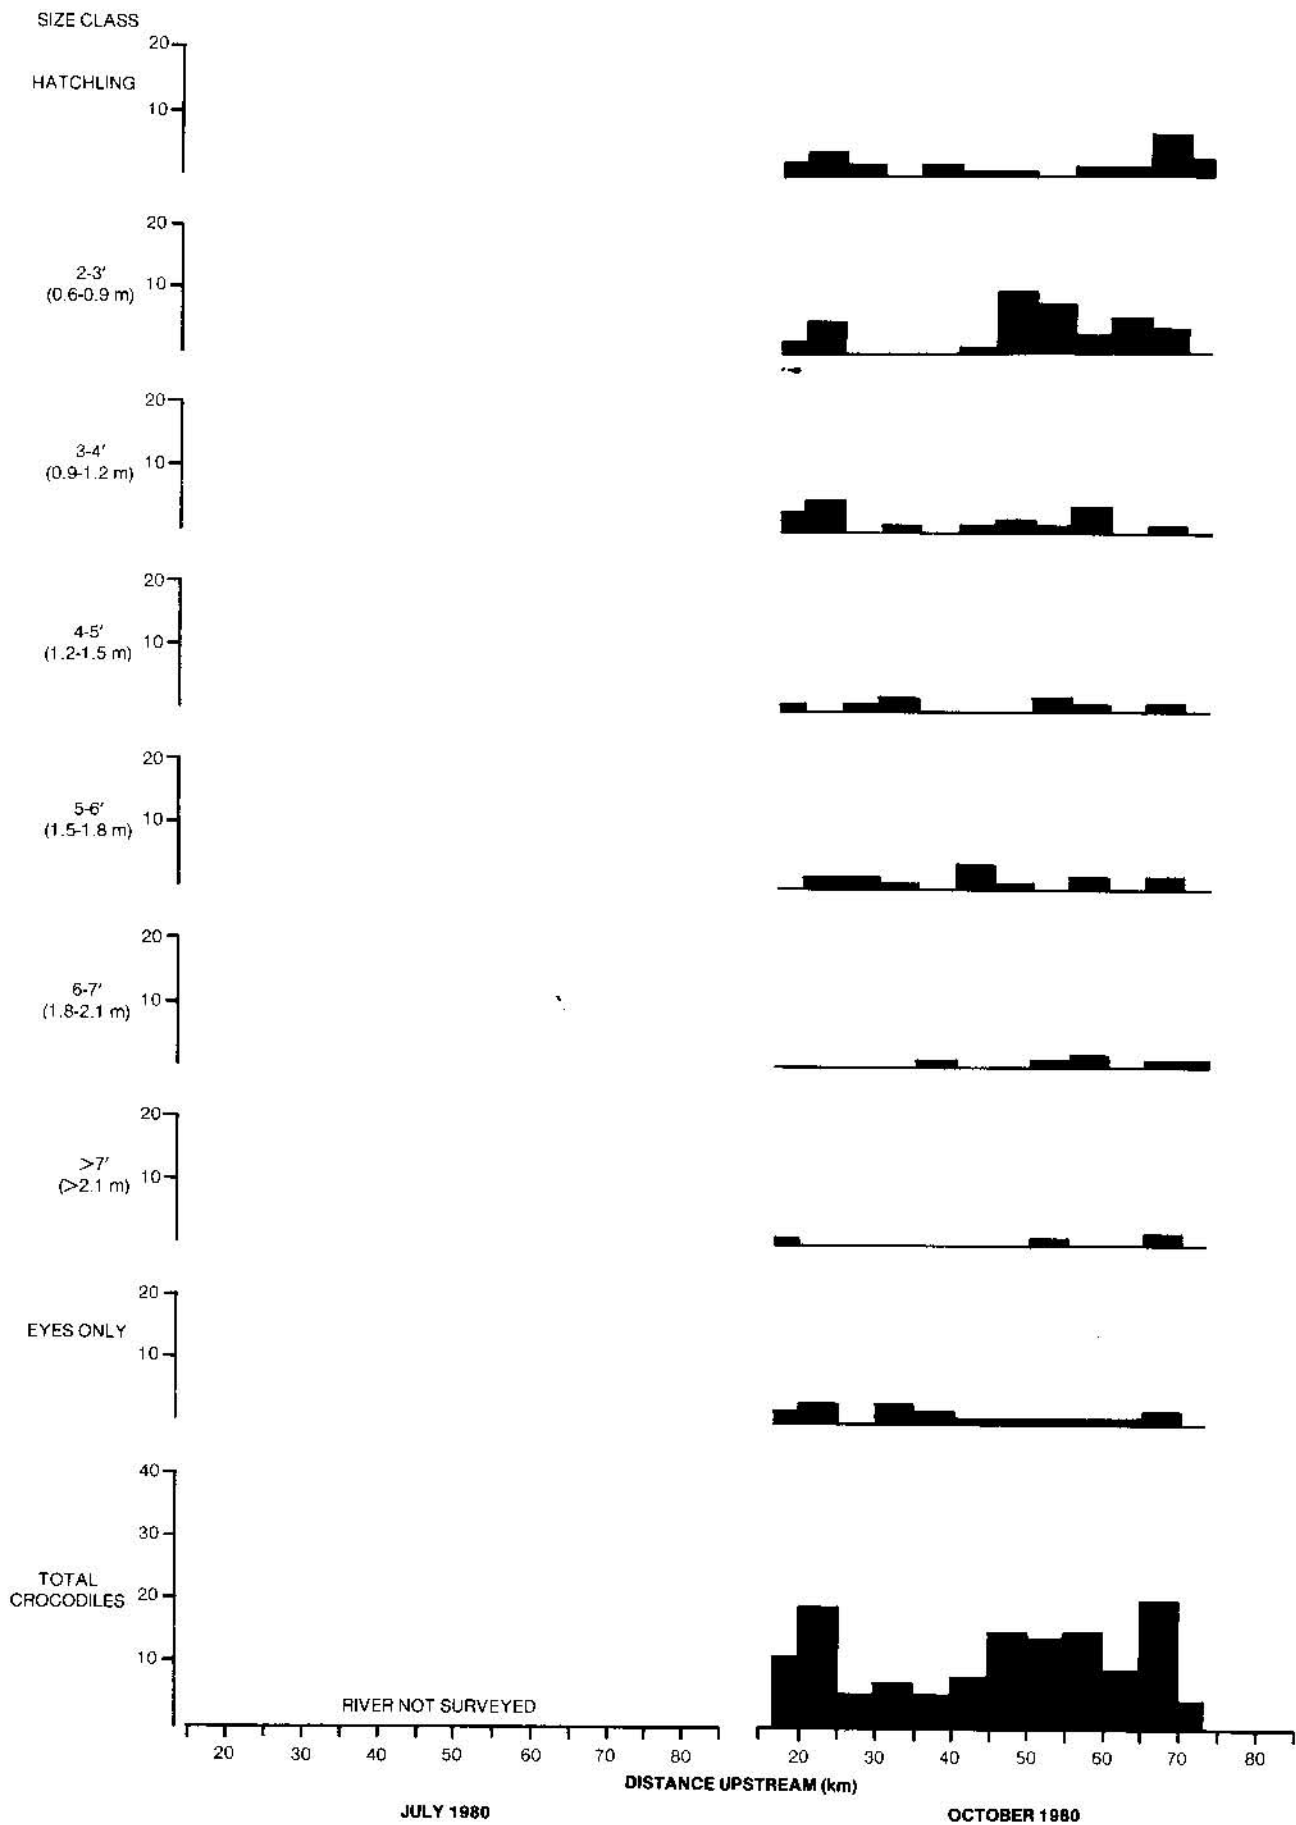 SIZE CLASS
20
HATCHLING
10
20
2-3'
10
(0.6-0.9 m)
20
3-4'
10
(0.9-1.2 m)
20
4-5'
10
(1.2-1.5 m)
20
5-6'
10
(1.5-1.8 m)
20
6-7'
10
(1.8-2.1 m)
20
>7'
10
(>2.1 m)
20
EYES ONLY
10
40
30
TOTAL
CROCODILES 20
10
RIVER NOT SURVEYED
20 30 40 50 60 70 80 20 30 40 50 60 70 80
DISTANCE UPSTREAM (km)
JULY 1980 OCTOBER 1980